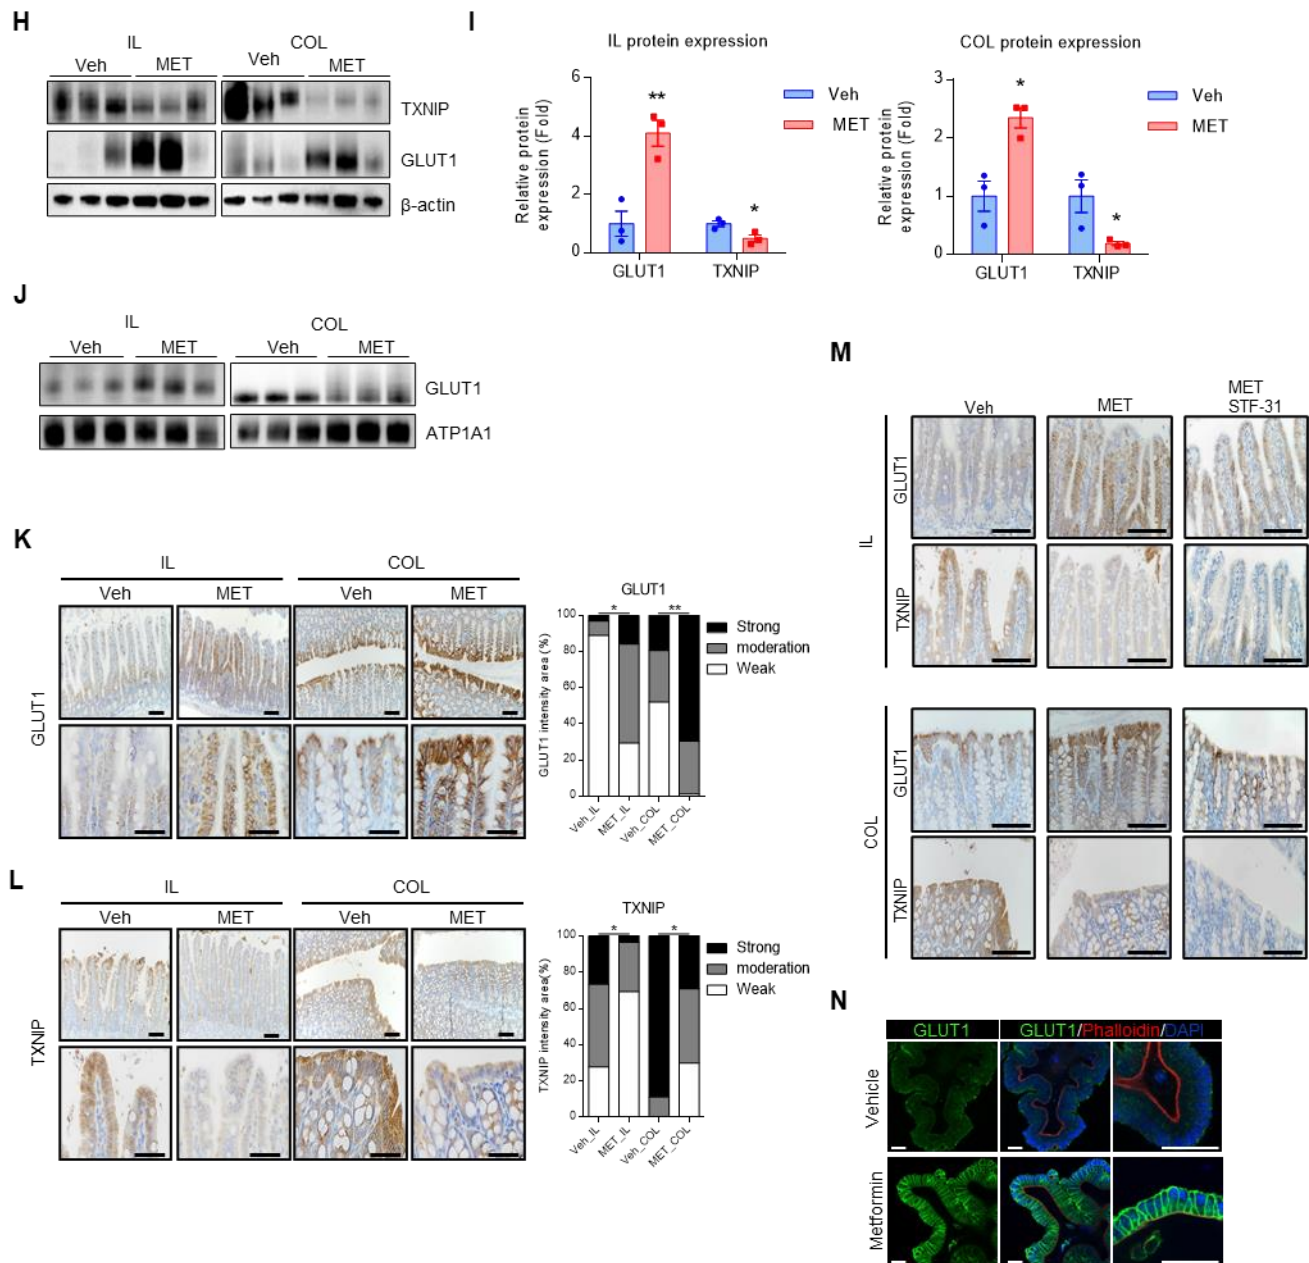 H
IL
COL
Veh
MET
Veh
MET
TXNIP
GLUT1
β-actin
I
IL protein expression
Relative protein
expression (Fold)
6
4
2
0
**
*
GLUT1
TXNIP
Veh
MET
COL protein expression
Relative protein
expression (Fold)
3
2
1
0
*
*
GLUT1
TXNIP
Veh
MET
J
IL
COL
Veh
MET
Veh
MET
GLUT1
ATP1A1
K
IL
COL
Veh
MET
Veh
MET
GLUT1
GLUT1
GLUT1 intensity area (%)
100
80
60
40
20
0
*
**
Strong
moderation
Weak
Veh_IL
MET_IL
Veh_COL
MET_COL
L
IL
COL
Veh
MET
Veh
MET
TXNIP
TXNIP
TXNIP intensity area(%)
100
80
60
40
20
0
*
*
Strong
moderation
Weak
Veh_IL
MET_IL
Veh_COL
MET_COL
M
Veh
MET
MET
STF-31
IL
GLUT1
TXNIP
COL
GLUT1
TXNIP
N
GLUT1
GLUT1/Phalloidin/DAPI
Vehicle
Metformin